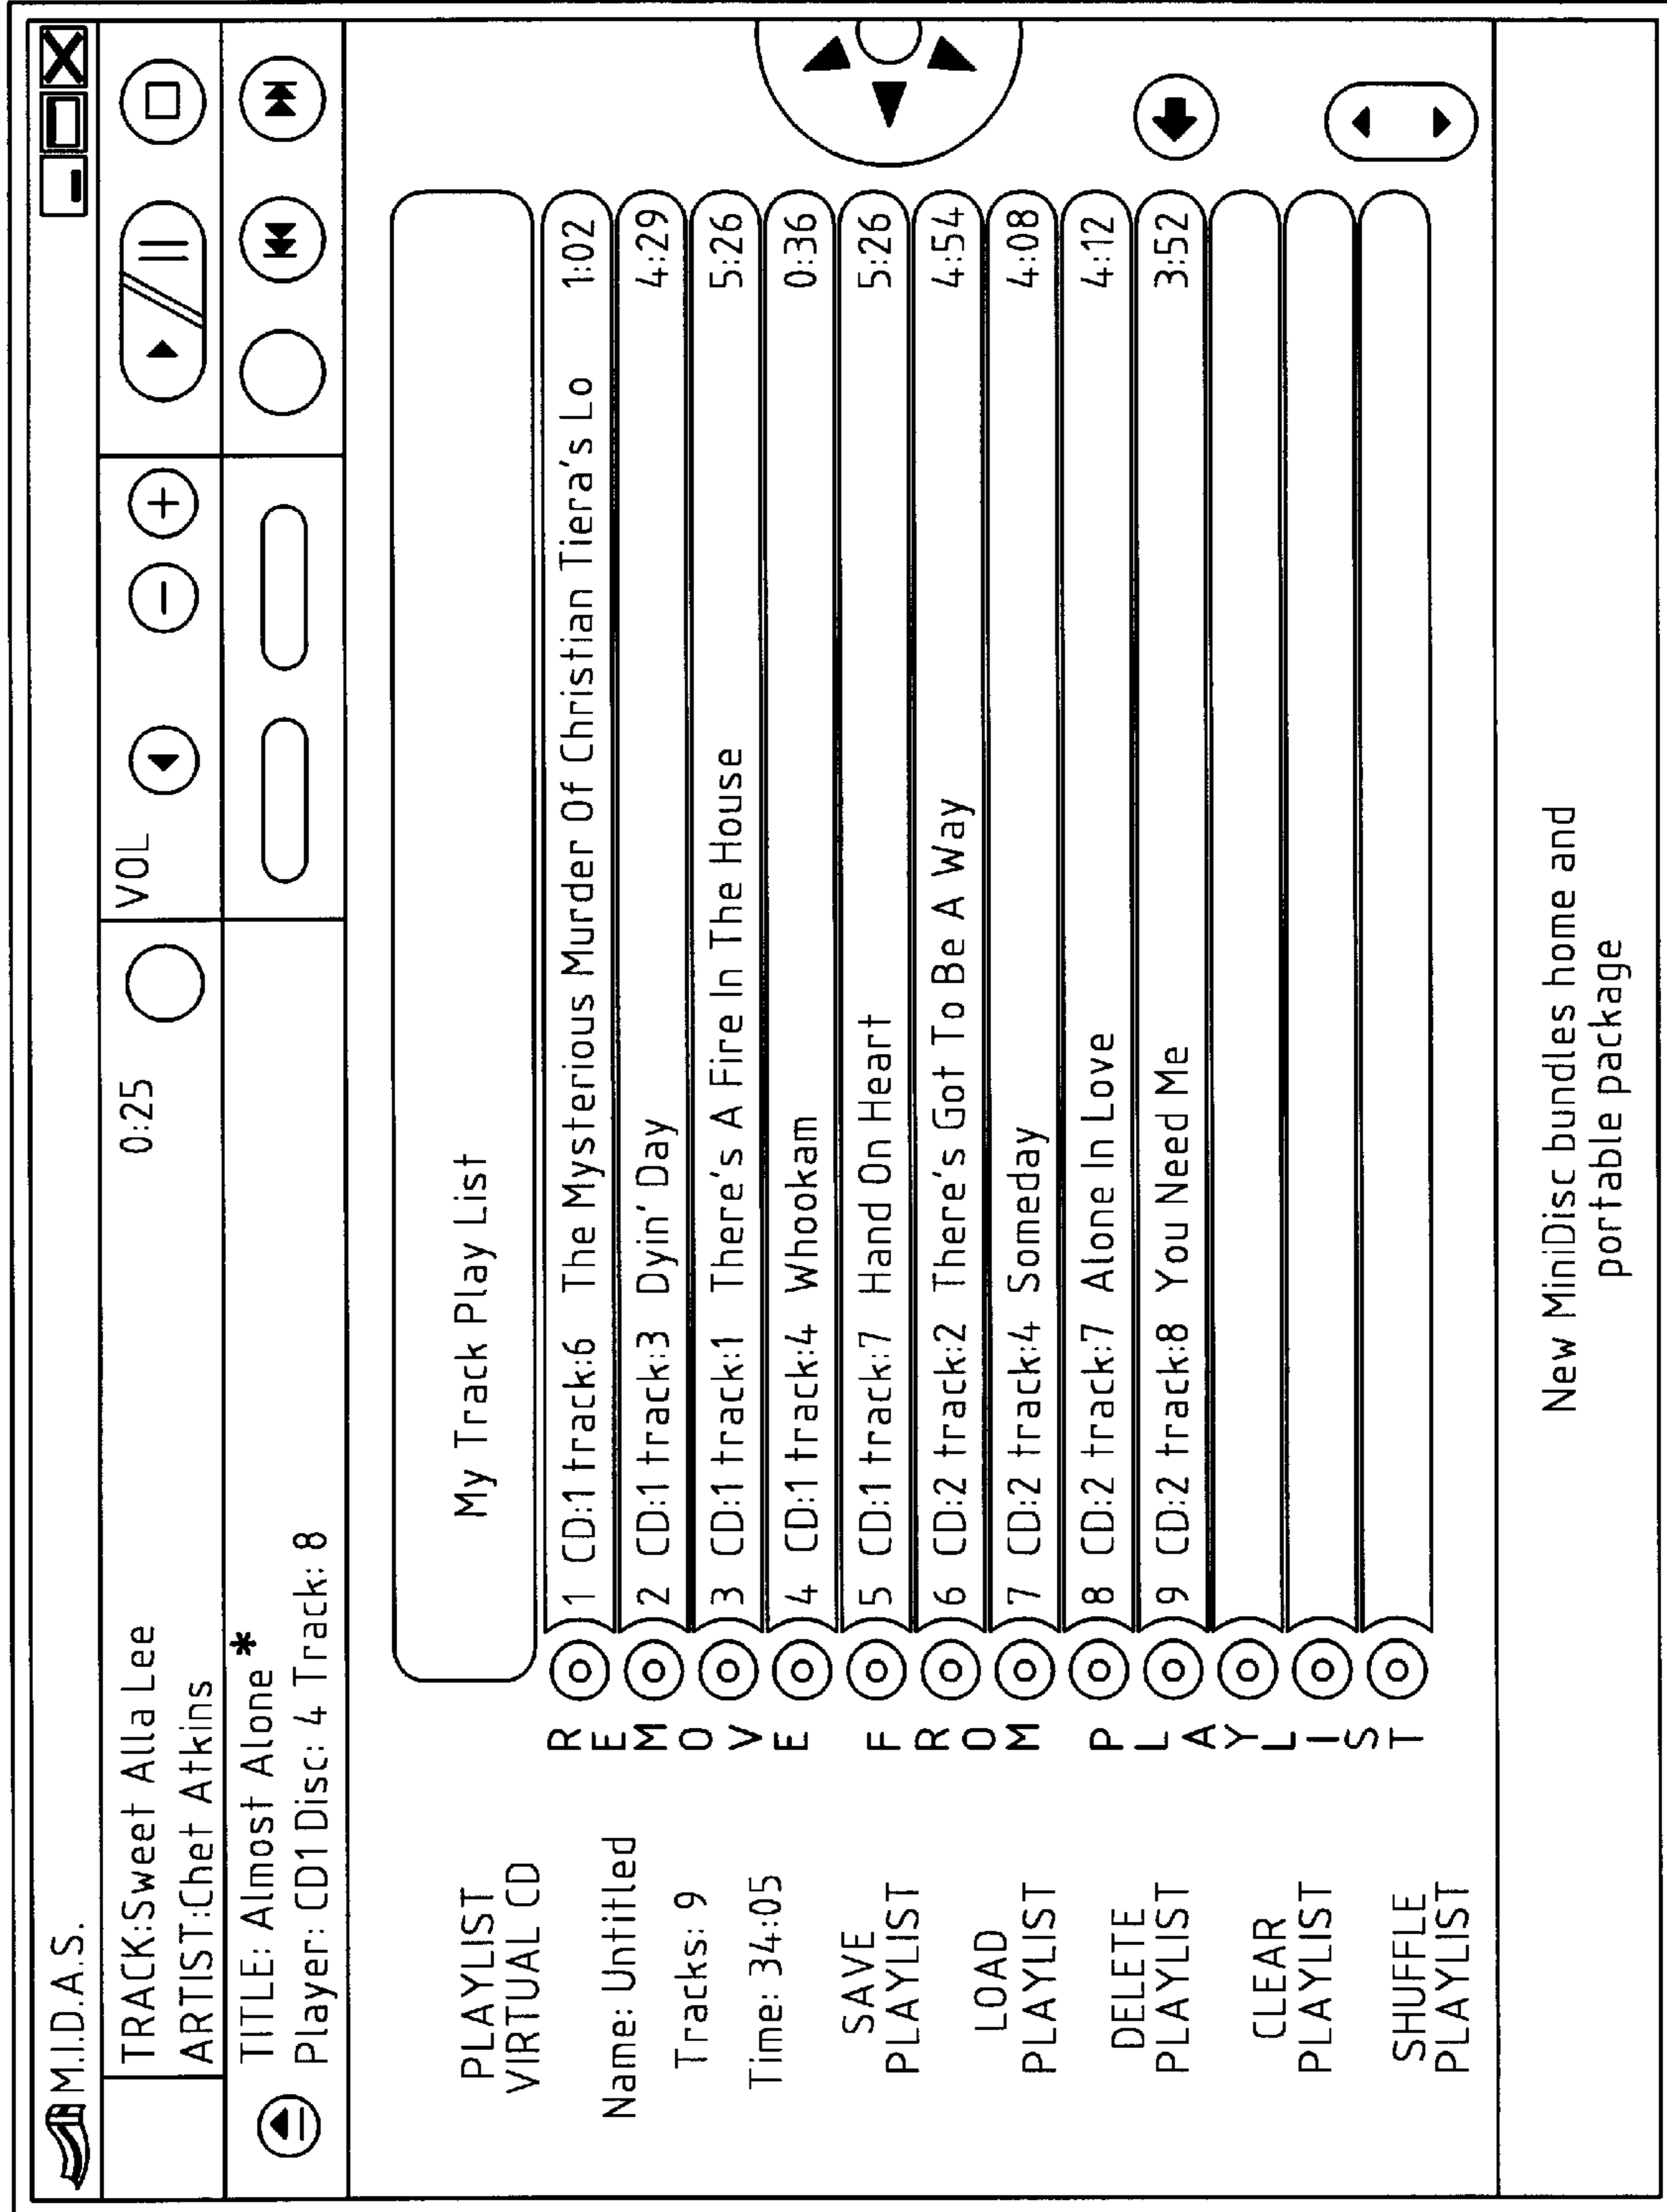 M.I.D.A.S.
TRACK:Sweet Alla Lee 0:25 VOL
ARTIST:Chet Atkins
TITLE: Almost Alone*
Player: CD1 Disc: 4 Track: 8
PLAYLIST
VIRTUAL CD
Name: Untitled
Tracks: 9
Time: 34:05
SAVE
PLAYLIST
LOAD
PLAYLIST
DELETE
PLAYLIST
CLEAR
PLAYLIST
SHUFFLE
PLAYLIST
REMOVE FROM PLAYLIST
My Track Play List
1 CD:1 track:6 The Mysterious Murder Of Christian Tiera's Lo 1:02
2 CD:1 track:3 Dyin' Day 4:29
3 CD:1 track:1 There's A Fire In The House 5:26
4 CD:1 track:4 Whookam 0:36
5 CD:1 track:7 Hand On Heart 5:26
6 CD:2 track:2 There's Got To Be A Way 4:54
7 CD:2 track:4 Someday 4:08
8 CD:2 track:7 Alone In Love 4:12
9 CD:2 track:8 You Need Me 3:52
New MiniDisc bundles home and
portable package